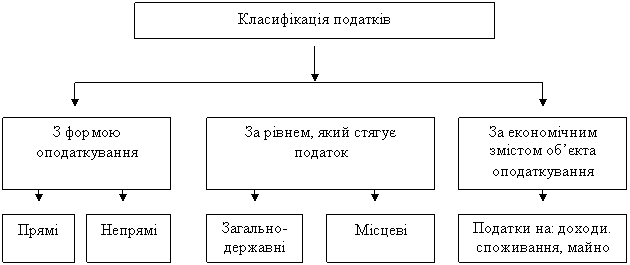 Класифікація податків
З формою
оподаткування
За рівнем, який стягує
податок
За економічним
змістом об’єкта
оподаткування
Прямі
Непрямі
Загально-
державні
Місцеві
Податки на: доходи.
споживання, майно